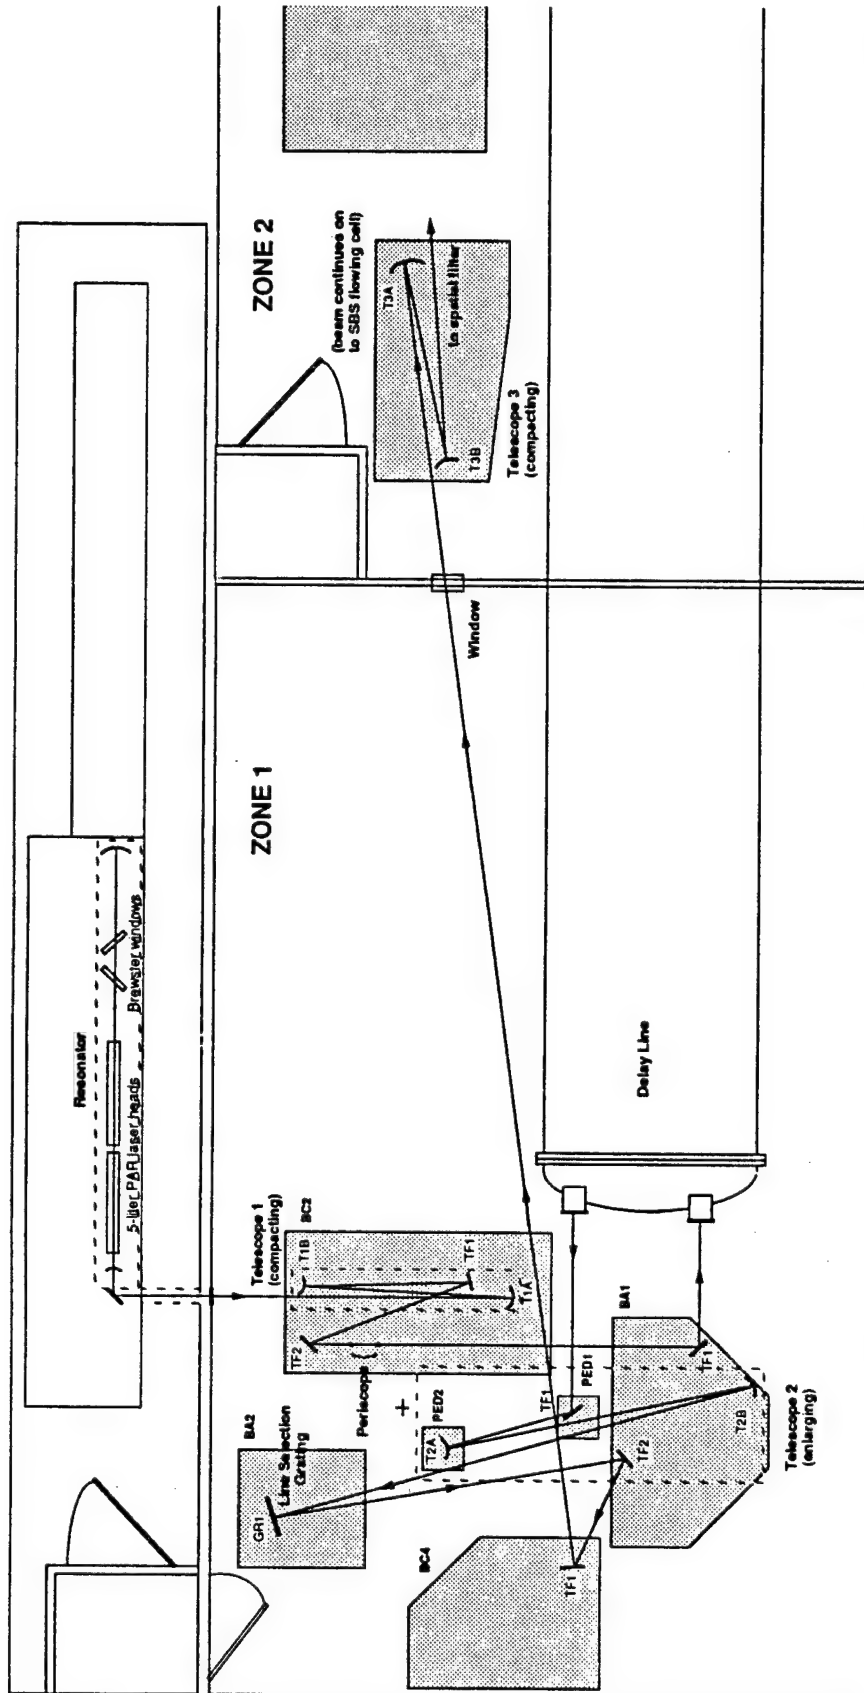 Resonator
5-liter PAR laser heads
Brewster windows
ZONE 2
(beam continues on
to SBS flowing cell)
T3A
to spatial filter
T3B
Telescope 3
(compacting)
ZONE 1
Window
Telescope 1
(compacting)
BC2
T1B
TF1
T1A
TF2
Periscope
Delay Line
BA2
Line Selection
Grating
GR1
PED2
T2A
TF1
PED1
BA1
TF1
T2B
TF2
Telescope 2
(enlarging)
BC4
TF1